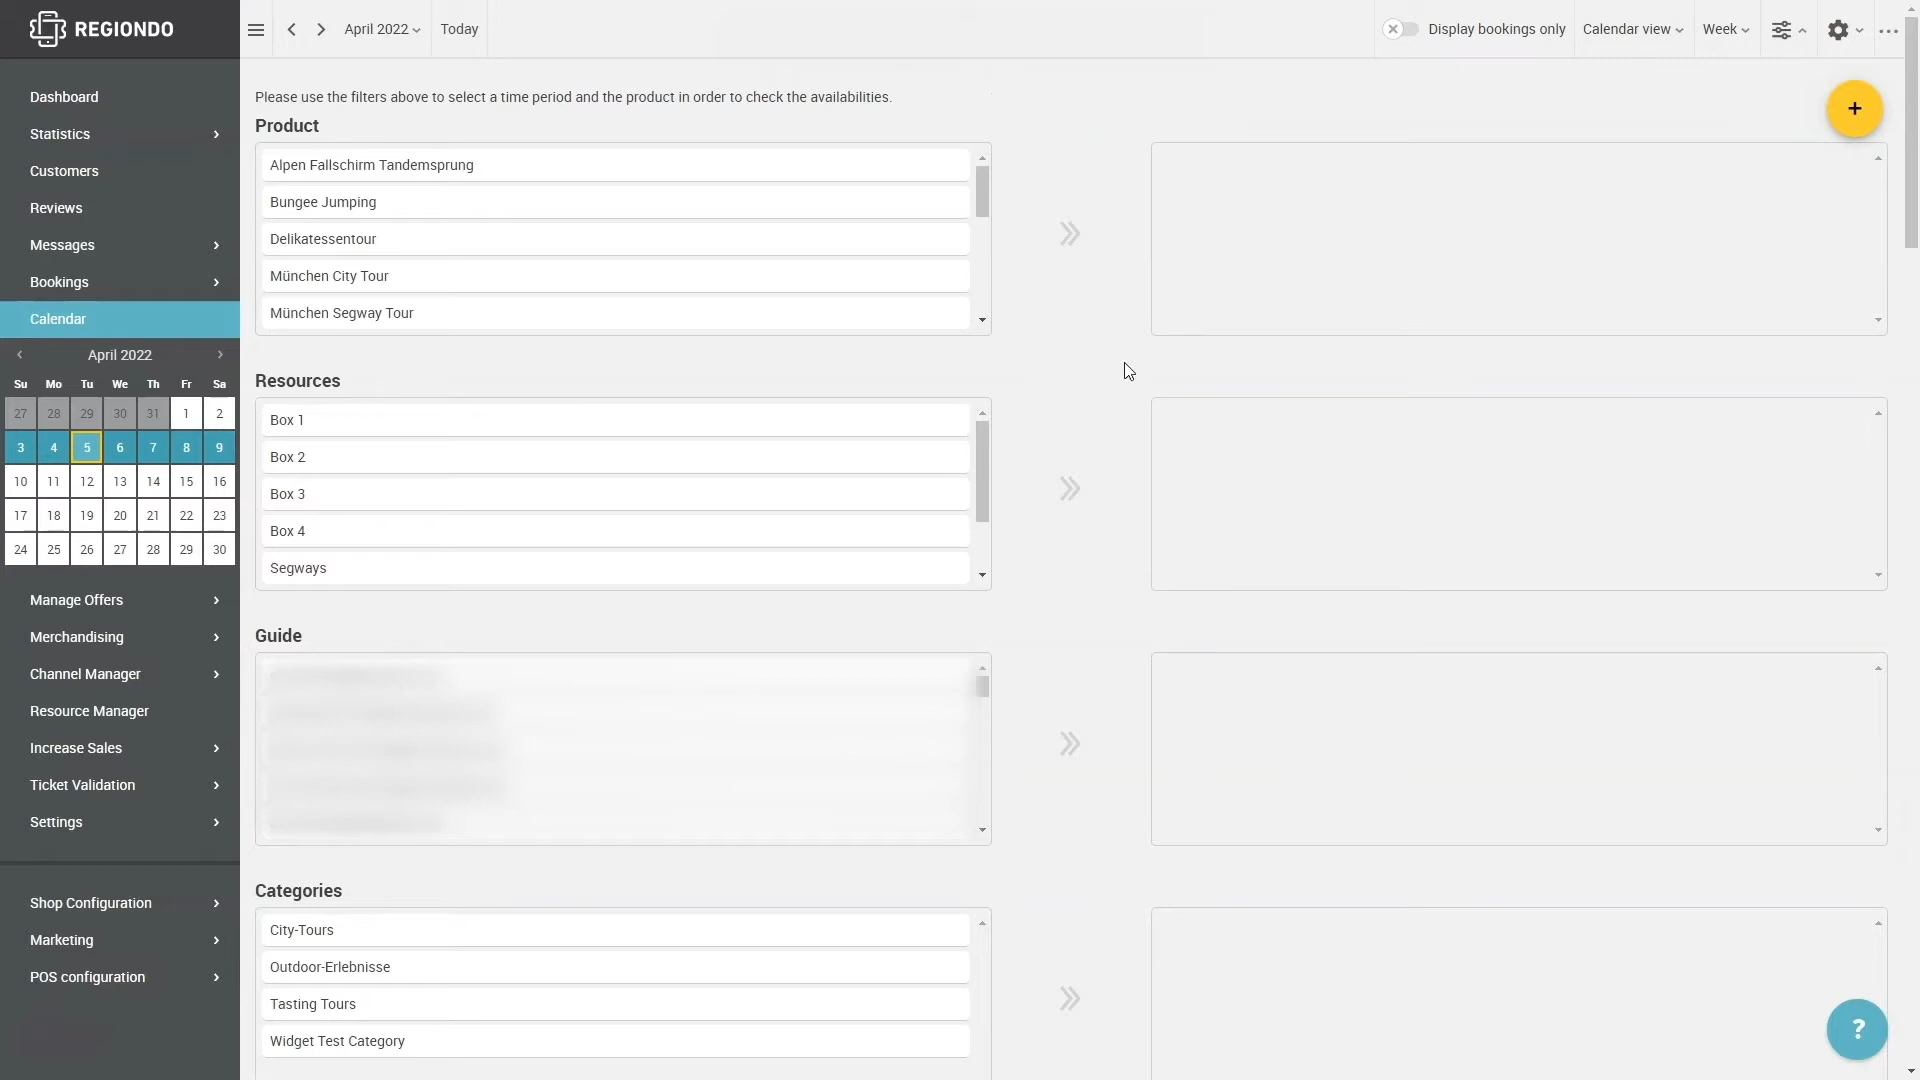 REGIONDO
April 2022
Today
Display bookings only
Calendar view
Week
Dashboard
Statistics
Customers
Reviews
Messages
Bookings
Calendar
April 2022
Su Mo Tu We Th Fr Sa
27 28 29 30 31 1 2
3 4 5 6 7 8 9
10 11 12 13 14 15 16
17 18 19 20 21 22 23
24 25 26 27 28 29 30
Manage Offers
Merchandising
Channel Manager
Resource Manager
Increase Sales
Ticket Validation
Settings
Shop Configuration
Marketing
POS configuration
Please use the filters above to select a time period and the product in order to check the availabilities.
+
Product
Alpen Fallschirm Tandemsprung
Bungee Jumping
Delikatessentour
München City Tour
München Segway Tour
Resources
Box 1
Box 2
Box 3
Box 4
Segways
Guide
Categories
City-Tours
Outdoor-Erlebnisse
Tasting Tours
Widget Test Category
?